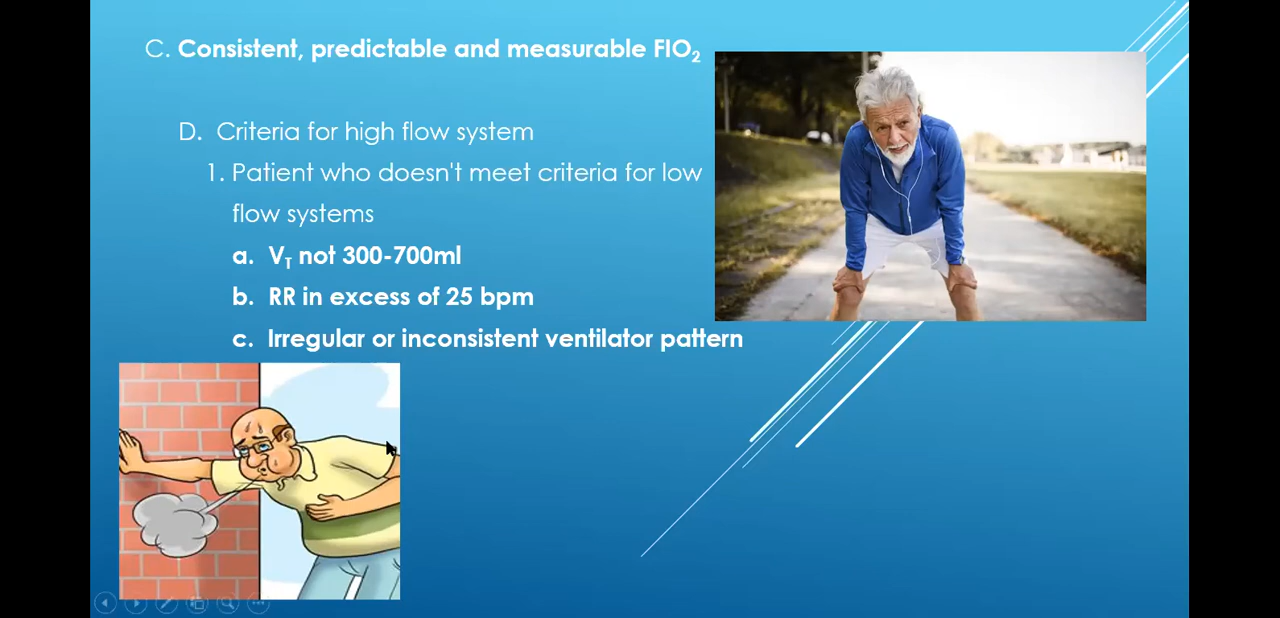 C. Consistent, predictable and measurable FIO₂
D. Criteria for high flow system
1. Patient who doesn't meet criteria for low
flow systems
a. V_T not 300-700ml
b. RR in excess of 25 bpm
c. Irregular or inconsistent ventilator pattern